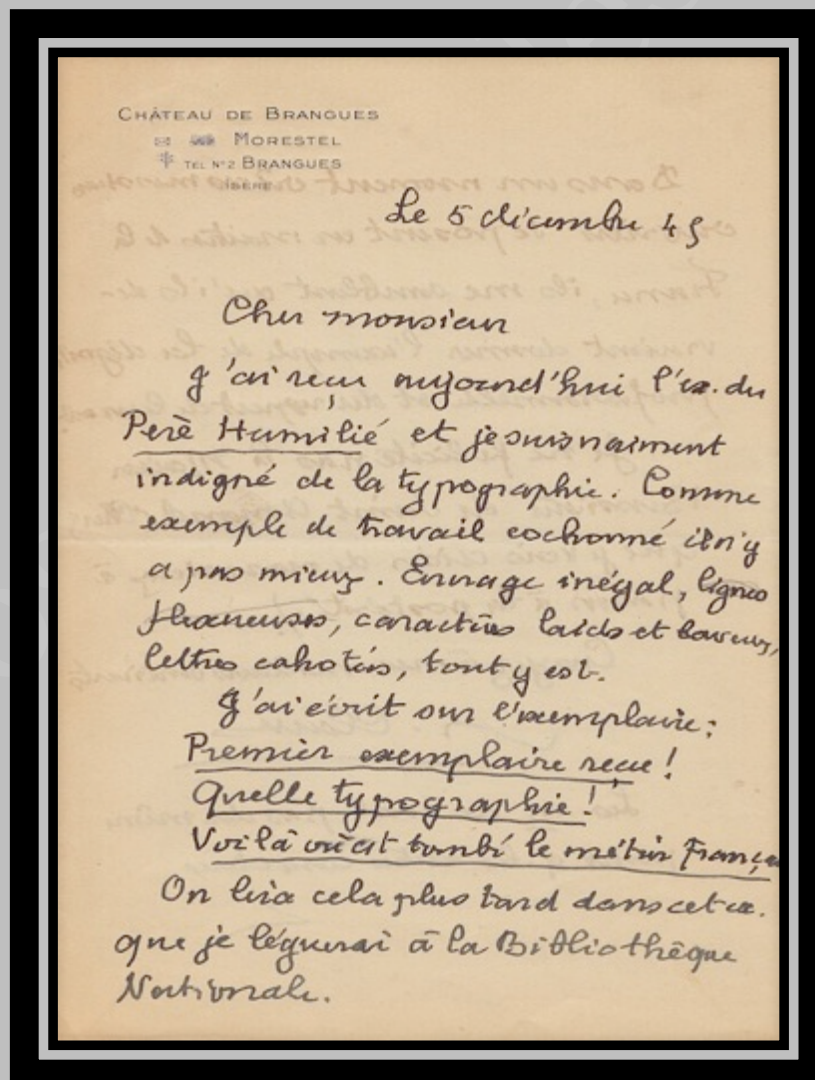 CHÂTEAU DE BRANGUES
MORESTEL
TEL N°2 BRANGUES
ISÈRE
Le 5 décembre 45
Cher monsieur
J'ai reçu aujourd'hui l'ex. du
Perè Humilié et je suis vraiment
indigné de la typographie. Comme
exemple de travail cochonné il n'y
a pas mieux. Encrage inégal, lignes
flexueuses, caractères laids et baveux,
lettres cahotés, tout y est.
J'ai écrit sur l'exemplaire :
Premier exemplaire reçu !
Quelle typographie !
Voilà où est tombé le métier França
On lira cela plus tard dans cet ex.
que je léguerai à la Bibliothèque
Nationale.